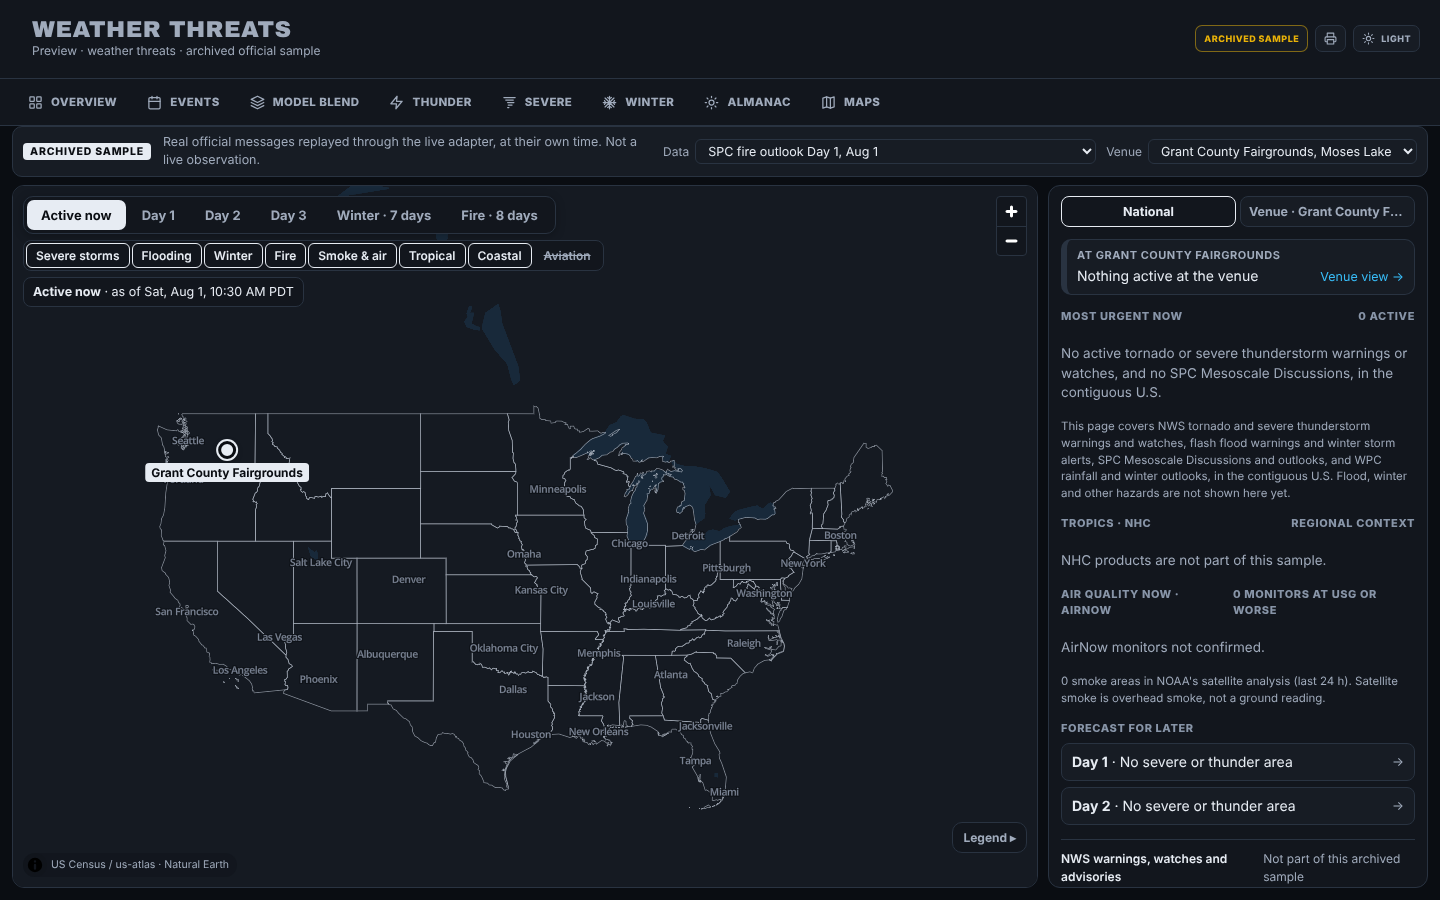 WEATHER THREATS
Preview · weather threats · archived official sample
ARCHIVED SAMPLE
LIGHT
OVERVIEW
EVENTS
MODEL BLEND
THUNDER
SEVERE
WINTER
ALMANAC
MAPS
ARCHIVED SAMPLE
Real official messages replayed through the live adapter, at their own time. Not a
live observation.
Data
SPC fire outlook Day 1, Aug 1
Venue
Grant County Fairgrounds, Moses Lake
Active now
Day 1
Day 2
Day 3
Winter · 7 days
Fire · 8 days
Severe storms
Flooding
Winter
Fire
Smoke & air
Tropical
Coastal
Aviation
Active now · as of Sat, Aug 1, 10:30 AM PDT
+
−
Seattle
Grant County Fairgrounds
Minneapolis
Boston
Detroit
Chicago
Omaha
Salt Lake City
Pittsburgh
New York
Denver
Indianapolis
Kansas City
Washington
Louisville
San Francisco
Las Vegas
Raleigh
Oklahoma City
Memphis
Albuquerque
Los Angeles
Phoenix
Atlanta
Dallas
Jackson
Jacksonville
New Orleans
Houston
Tampa
Miami
Legend ▸
US Census / us-atlas · Natural Earth
National
Venue · Grant County F...
AT GRANT COUNTY FAIRGROUNDS
Nothing active at the venue
Venue view →
MOST URGENT NOW
0 ACTIVE
No active tornado or severe thunderstorm warnings or
watches, and no SPC Mesoscale Discussions, in the
contiguous U.S.
This page covers NWS tornado and severe thunderstorm
warnings and watches, flash flood warnings and winter storm
alerts, SPC Mesoscale Discussions and outlooks, and WPC
rainfall and winter outlooks, in the contiguous U.S. Flood, winter
and other hazards are not shown here yet.
TROPICS · NHC
REGIONAL CONTEXT
NHC products are not part of this sample.
AIR QUALITY NOW ·
AIRNOW
0 MONITORS AT USG OR
WORSE
AirNow monitors not confirmed.
0 smoke areas in NOAA's satellite analysis (last 24 h). Satellite
smoke is overhead smoke, not a ground reading.
FORECAST FOR LATER
Day 1 · No severe or thunder area →
Day 2 · No severe or thunder area →
NWS warnings, watches and
advisories
Not part of this archived
sample